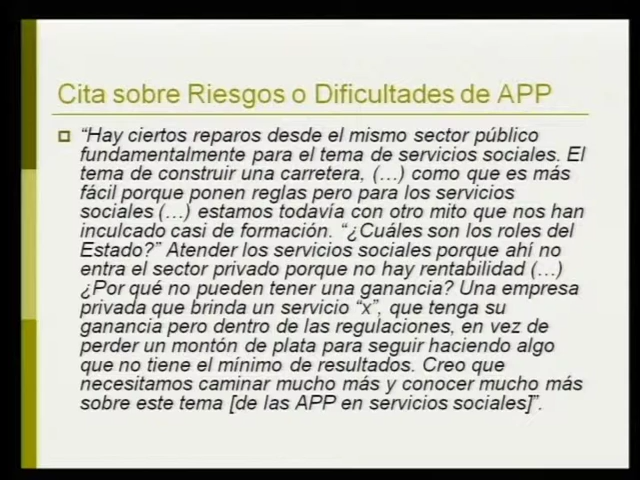 Cita sobre Riesgos o Dificultades de APP
“Hay ciertos reparos desde el mismo sector público
fundamentalmente para el tema de servicios sociales. El
tema de construir una carretera, (…) como que es más
fácil porque ponen reglas pero para los servicios
sociales (…) estamos todavía con otro mito que nos han
inculcado casi de formación. “¿Cuáles son los roles del
Estado?” Atender los servicios sociales porque ahí no
entra el sector privado porque no hay rentabilidad (…)
¿Por qué no pueden tener una ganancia? Una empresa
privada que brinda un servicio “x”, que tenga su
ganancia pero dentro de las regulaciones, en vez de
perder un montón de plata para seguir haciendo algo
que no tiene el mínimo de resultados. Creo que
necesitamos caminar mucho más y conocer mucho más
sobre este tema [de las APP en servicios sociales]”.